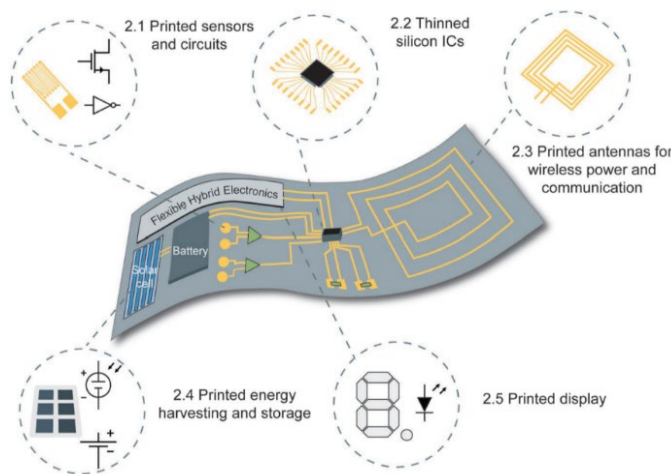 2.1 Printed sensors
and circuits
2.2 Thinned
silicon ICs
2.3 Printed antennas for
wireless power and
communication
Flexible Hybrid Electronics
Battery
Solar
cell
2.4 Printed energy
harvesting and storage
2.5 Printed display
+
-
+
-
8.